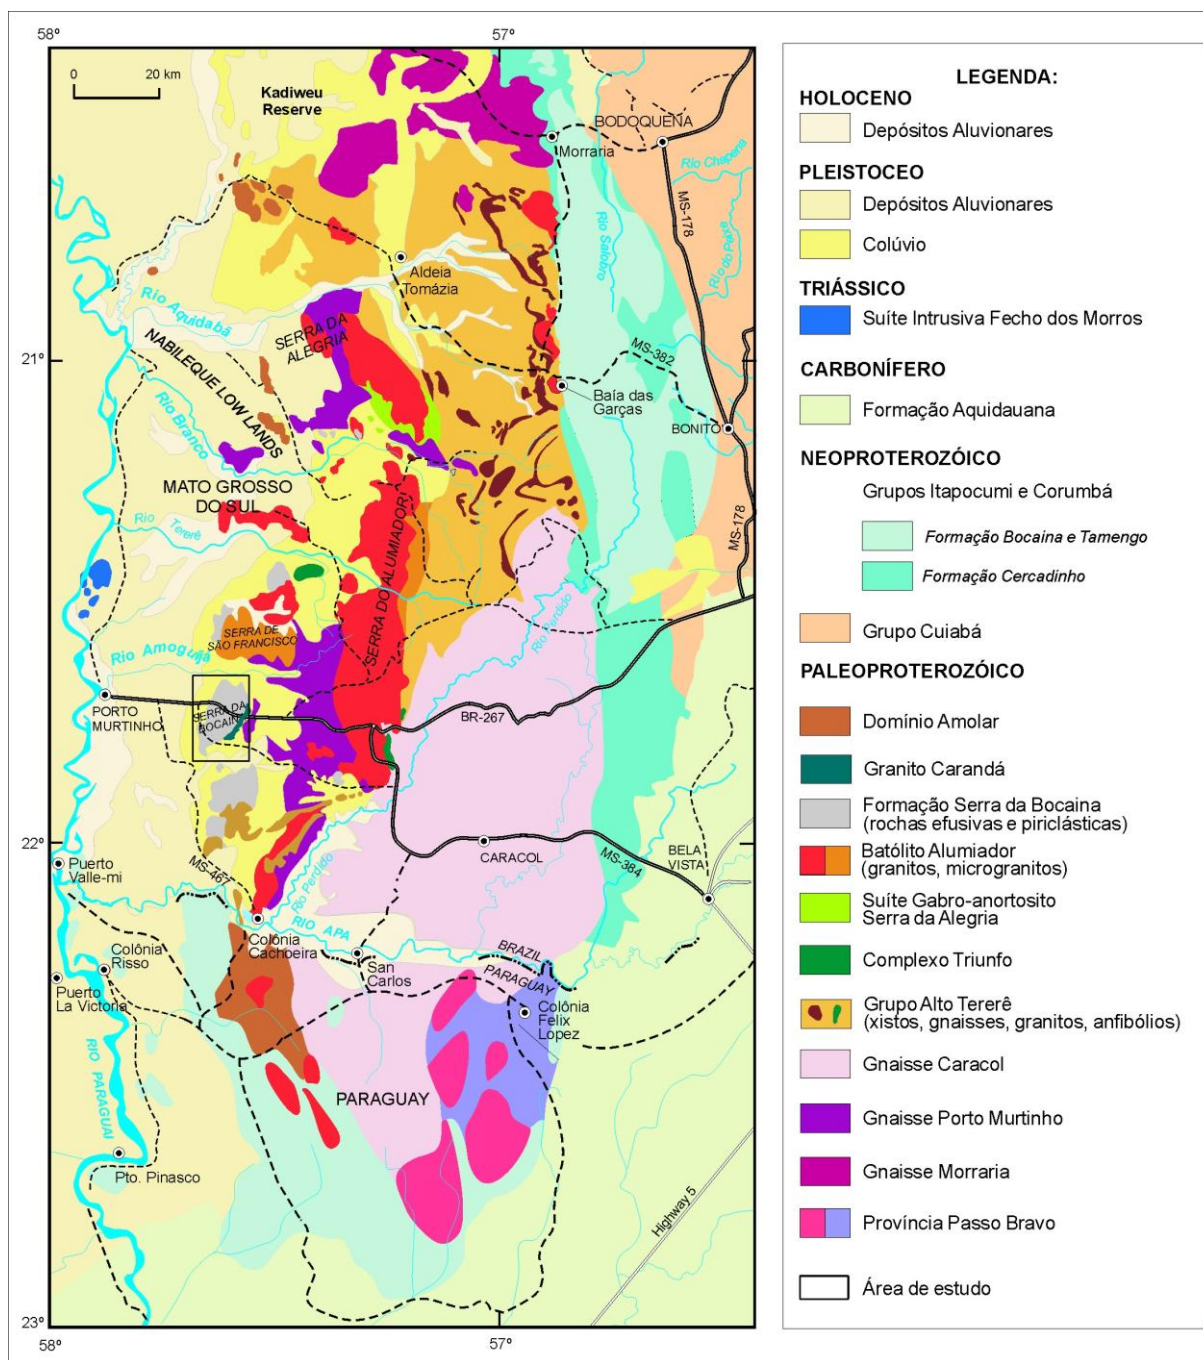 58º
57º
0
20 km
Kadiweu
Reserve
BODOQUENA
Morraria
Rio Chapena
MS-178
Rio Salobro
Rio do Peixe
Aldeia
Tomázia
Rio Aquidabá
SERRA DA
ALEGRIA
NABILEQUE LOW LANDS
21º
MS-382
Baía das
Garças
BONITO
Rio Branco
MATO GROSSO
DO SUL
Rio Tererê
MS-178
SERRA DO ALUMIADOR
SERRA DE
SÃO FRANCISCO
Rio Perdido
Rio Amoguijá
PORTO
MURTINHO
SERRA DA
BOCAINA
BR-267
22º
CARACOL
MS-384
BELA
VISTA
Puerto
Valle-mi
MS-467
Rio Perdido
RIO APA
Colônia
Cachoeira
BRAZIL
PARAGUAY
Colônia
Risso
San
Carlos
Puerto
La Victoria
Colônia
Felix
Lopez
RIO PARAGUAI
PARAGUAY
Pto. Pinasco
Highway 5
23º
58º
57º
LEGENDA:
HOLOCENO
Depósitos Aluvionares
PLEISTOCEO
Depósitos Aluvionares
Colúvio
TRIÁSSICO
Suíte Intrusiva Fecho dos Morros
CARBONÍFERO
Formação Aquidauana
NEOPROTEROZÓICO
Grupos Itapocumi e Corumbá
Formação Bocaina e Tamengo
Formação Cercadinho
Grupo Cuiabá
PALEOPROTEROZÓICO
Domínio Amolar
Granito Carandá
Formação Serra da Bocaina
(rochas efusivas e piriclásticas)
Batólito Alumiador
(granitos, microgranitos)
Suíte Gabro-anortosito
Serra da Alegria
Complexo Triunfo
Grupo Alto Tererê
(xistos, gnaisses, granitos, anfibólios)
Gnaisse Caracol
Gnaisse Porto Murtinho
Gnaisse Morraria
Província Passo Bravo
Área de estudo